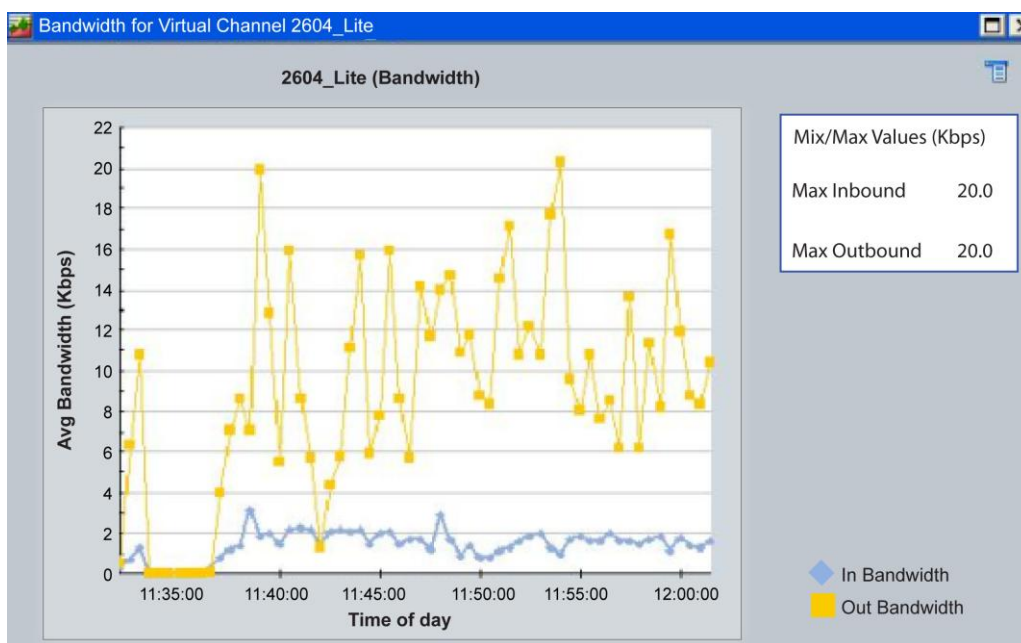 Bandwidth for Virtual Channel 2604_Lite
2604_Lite (Bandwidth)
Avg Bandwidth (Kbps)
22
20
18
16
14
12
10
8
6
4
2
0
11:35:00 11:40:00 11:45:00 11:50:00 11:55:00 12:00:00
Time of day
Mix/Max Values (Kbps)
Max Inbound 20.0
Max Outbound 20.0
In Bandwidth
Out Bandwidth